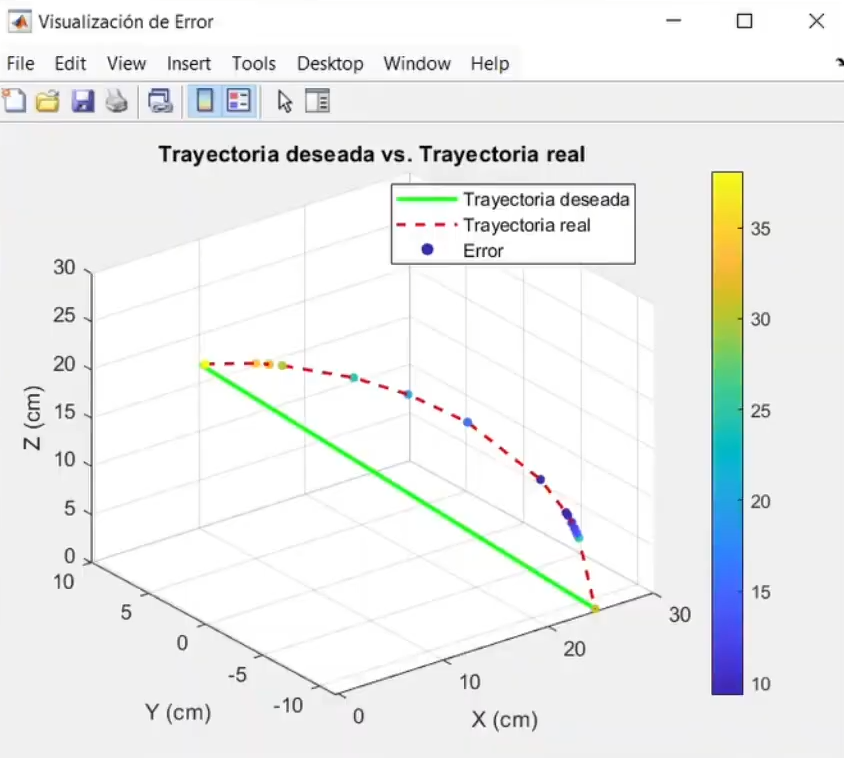 Visualización de Error
File Edit View Insert Tools Desktop Window Help
Trayectoria deseada vs. Trayectoria real
Trayectoria deseada
Trayectoria real
Error
30
25
20
15
10
5
0
Z (cm)
10
5
0
-5
-10
Y (cm)
0
10
20
30
X (cm)
35
30
25
20
15
10